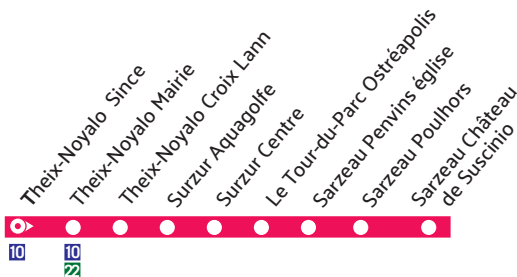 Theix-Noyalo Since
Theix-Noyalo Mairie
Theix-Noyalo Croix Lann
Surzur Aquagolfe
Surzur Centre
Le Tour-du-Parc Ostréapolis
Sarzeau Penvins église
Sarzeau Poulhors
Sarzeau Château
de Suscinio
10
10
22